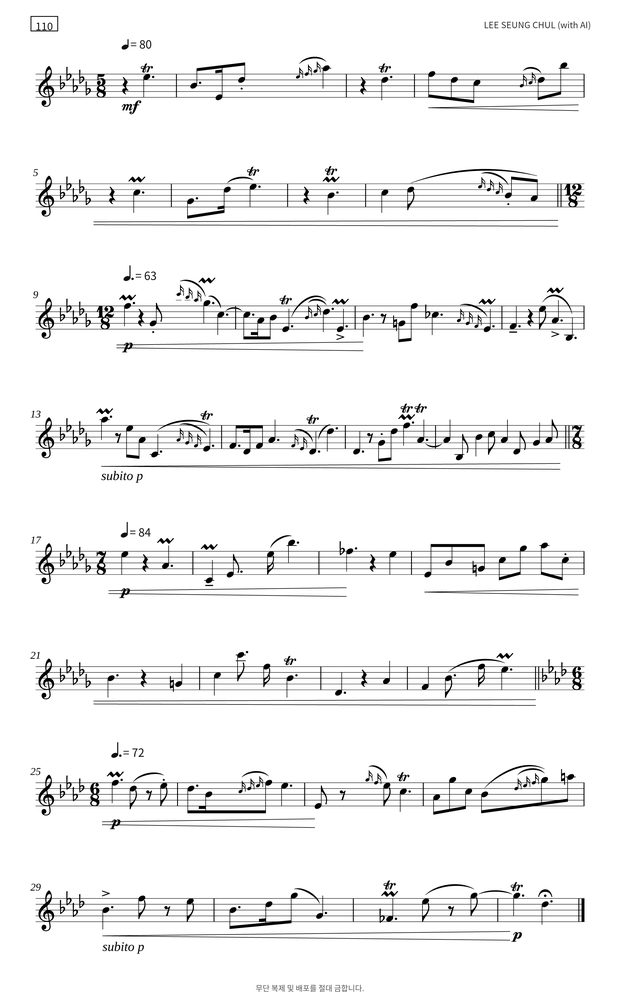 110
LEE SEUNG CHUL (with AI)
= 80
mf
5
= 63
9
p
13
subito p
= 84
17
p
21
= 72
25
p
29
subito p
p
무단 복제 및 배포를 절대 금합니다.